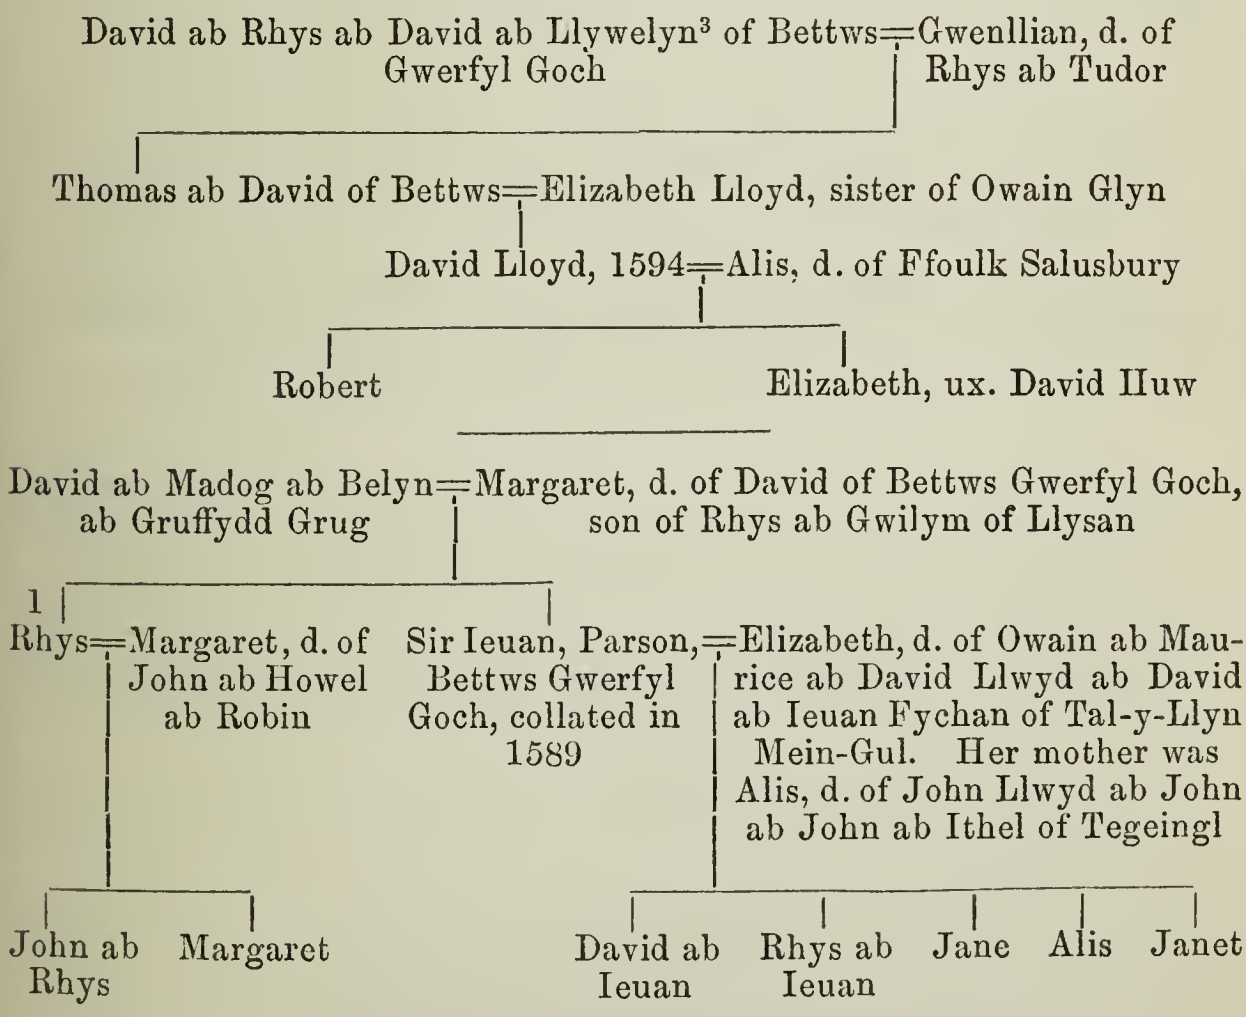 David ab Rhys ab David ab Llywelyn³ of Bettws=Gwenllian, d. of
Gwerfyl Goch Rhys ab Tudor
Thomas ab David of Bettws=Elizabeth Lloyd, sister of Owain Glyn
David Lloyd, 1594=Alis, d. of Ffoulk Salusbury
Robert Elizabeth, ux. David Huw
David ab Madog ab Belyn=Margaret, d. of David of Bettws Gwerfyl Goch,
ab Gruffydd Grug son of Rhys ab Gwilym of Llysan
1
Rhys=Margaret, d. of Sir Ieuan, Parson,=Elizabeth, d. of Owain ab Mau-
John ab Howel Bettws Gwerfyl rice ab David Llwyd ab David
ab Robin Goch, collated in ab Ieuan Fychan of Tal-y-Llyn
1589 Mein-Gul. Her mother was
Alis, d. of John Llwyd ab John
ab John ab Ithel of Tegeingl
John ab Margaret David ab Rhys ab Jane Alis Janet
Rhys Ieuan Ieuan